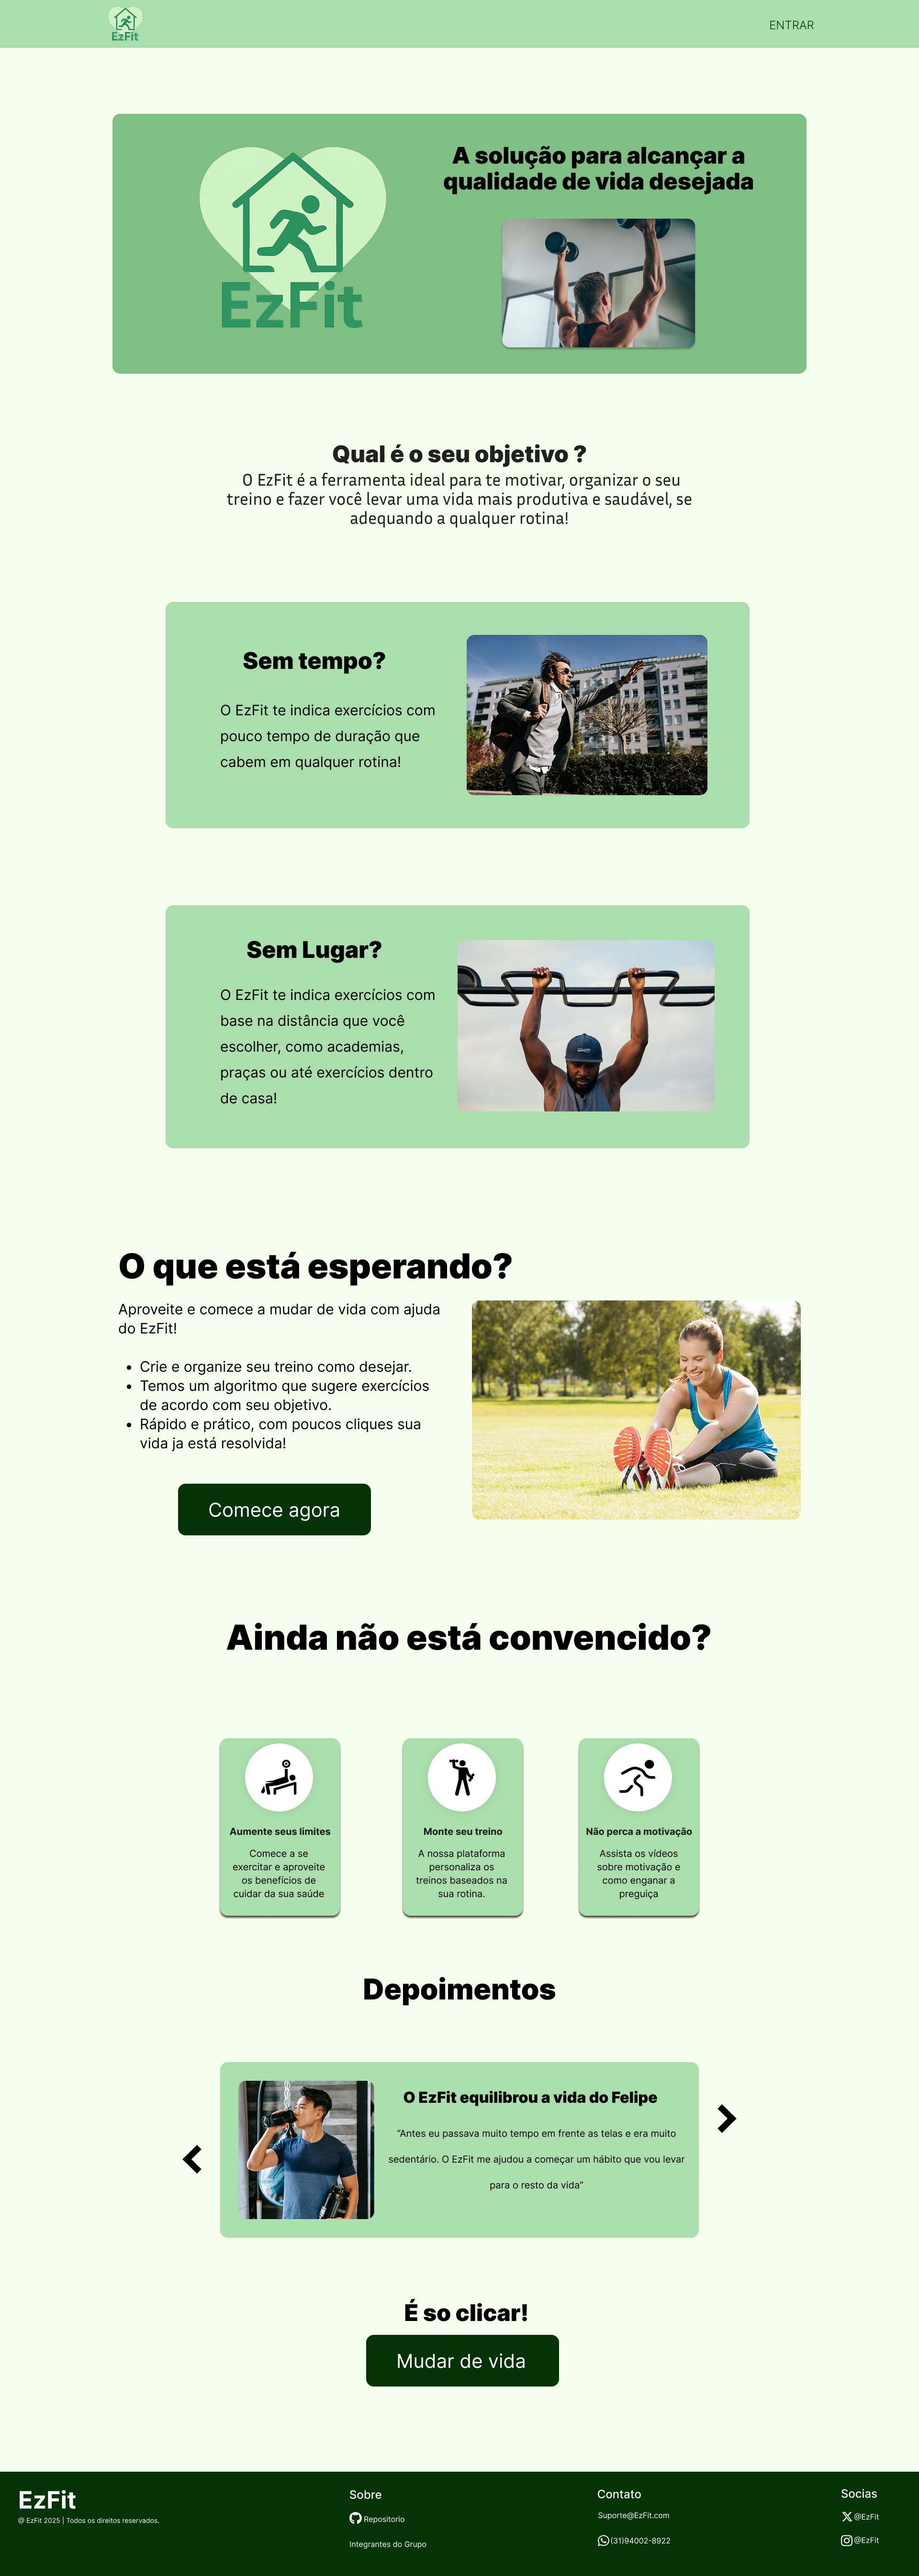 EzFit
ENTRAR
EzFit
A solução para alcançar a
qualidade de vida desejada
Qual é o seu objetivo ?
O EzFit é a ferramenta ideal para te motivar, organizar o seu
treino e fazer você levar uma vida mais produtiva e saudável, se
adequando a qualquer rotina!
Sem tempo?
O EzFit te indica exercícios com
pouco tempo de duração que
cabem em qualquer rotina!
Sem Lugar?
O EzFit te indica exercícios com
base na distância que você
escolher, como academias,
praças ou até exercícios dentro
de casa!
O que está esperando?
Aproveite e comece a mudar de vida com ajuda
do EzFit!
• Crie e organize seu treino como desejar.
• Temos um algoritmo que sugere exercícios
de acordo com seu objetivo.
• Rápido e prático, com poucos cliques sua
vida ja está resolvida!
Comece agora
Ainda não está convencido?
Aumente seus limites
Comece a se
exercitar e aproveite
os benefícios de
cuidar da sua saúde
Monte seu treino
A nossa plataforma
personaliza os
treinos baseados na
sua rotina.
Não perca a motivação
Assista os vídeos
sobre motivação e
como enganar a
preguiça
Depoimentos
O EzFit equilibrou a vida do Felipe
“Antes eu passava muito tempo em frente as telas e era muito
sedentário. O EzFit me ajudou a começar um hábito que vou levar
para o resto da vida”
É so clicar!
Mudar de vida
EzFit
@ EzFit 2025 | Todos os direitos reservados.
Sobre
Repositorio
Integrantes do Grupo
Contato
Suporte@EzFit.com
(31)94002-8922
Socias
@EzFit
@EzFit